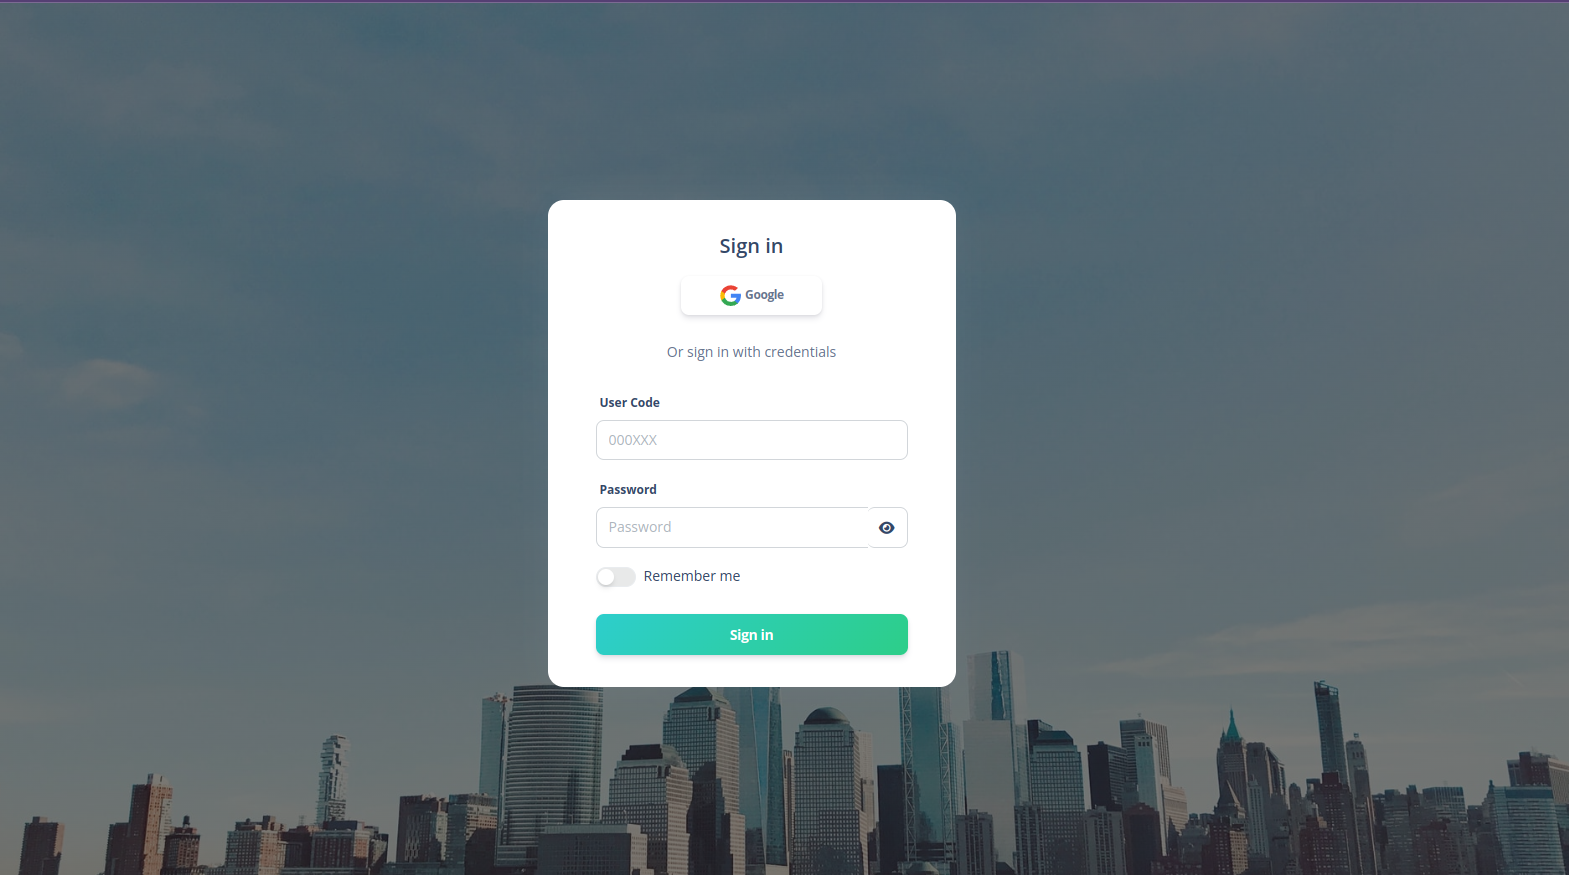 Sign in
Google
Or sign in with credentials
User Code
000XXX
Password
Password
Remember me
Sign in